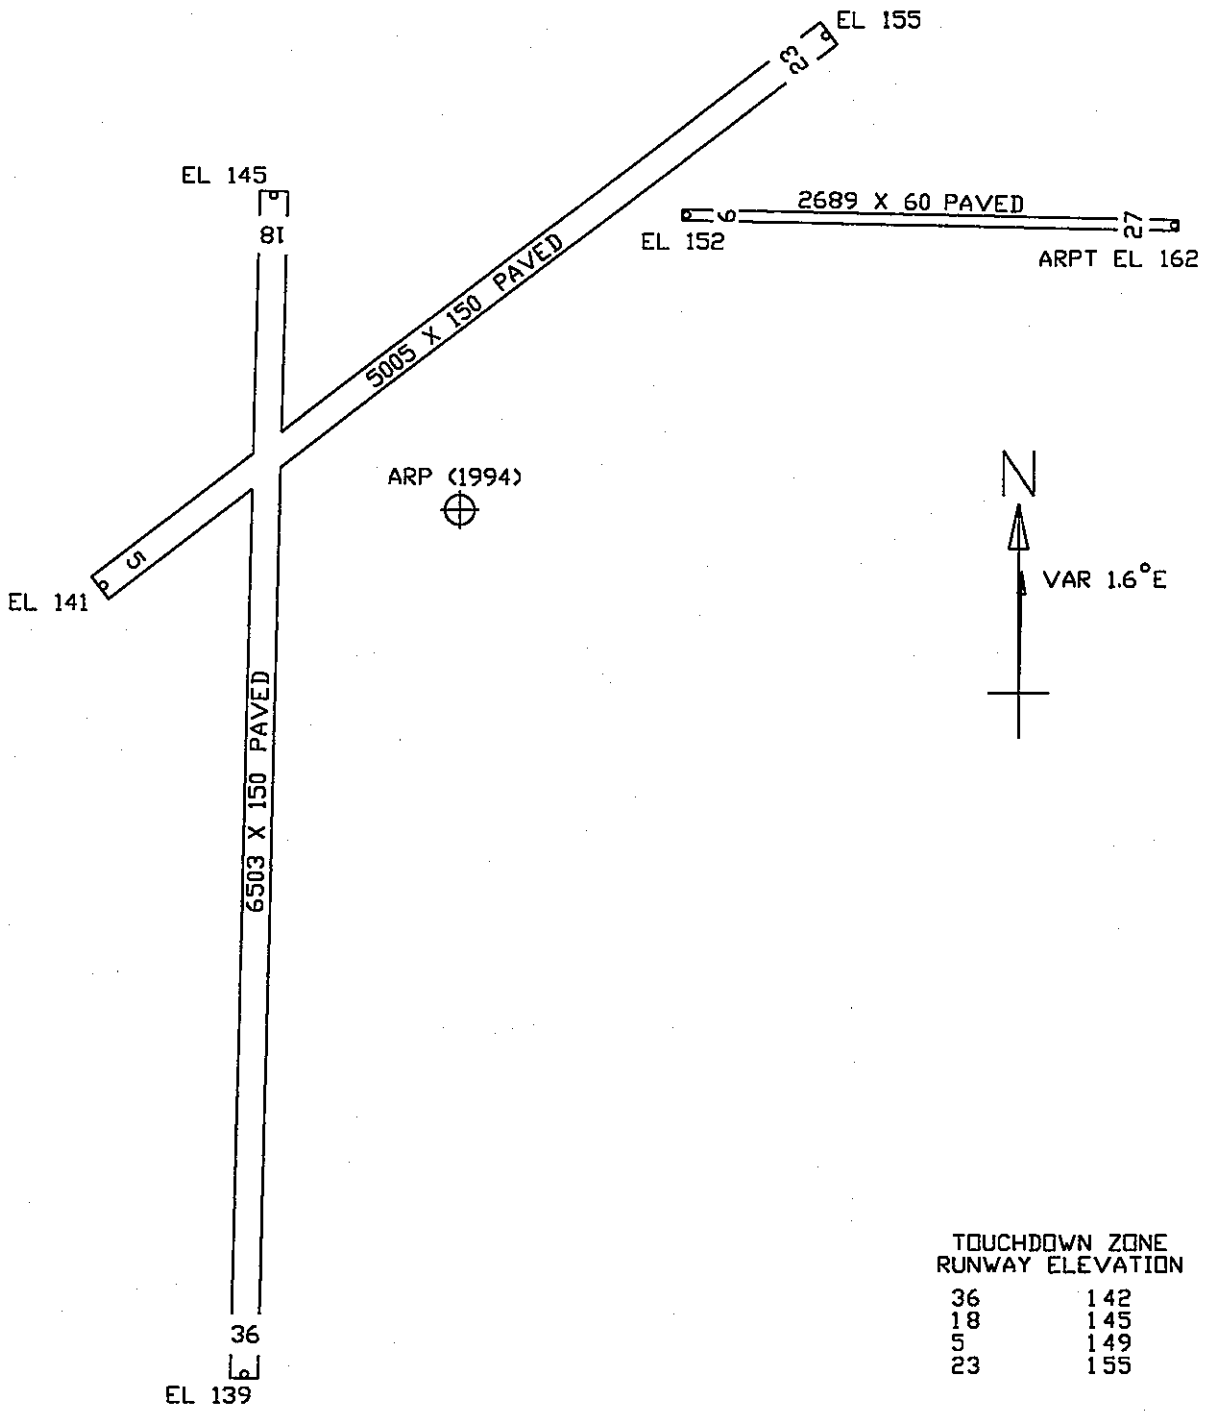 EL 155
23
EL 145
18
2689 X 60 PAVED
9
27
EL 152
ARPT EL 162
5005 X 150 PAVED
ARP (1994)
N
VAR 1.6°E
5
EL 141
6503 X 150 PAVED
TOUCHDOWN ZONE
RUNWAY ELEVATION
36 142
18 145
5 149
23 155
36
EL 139